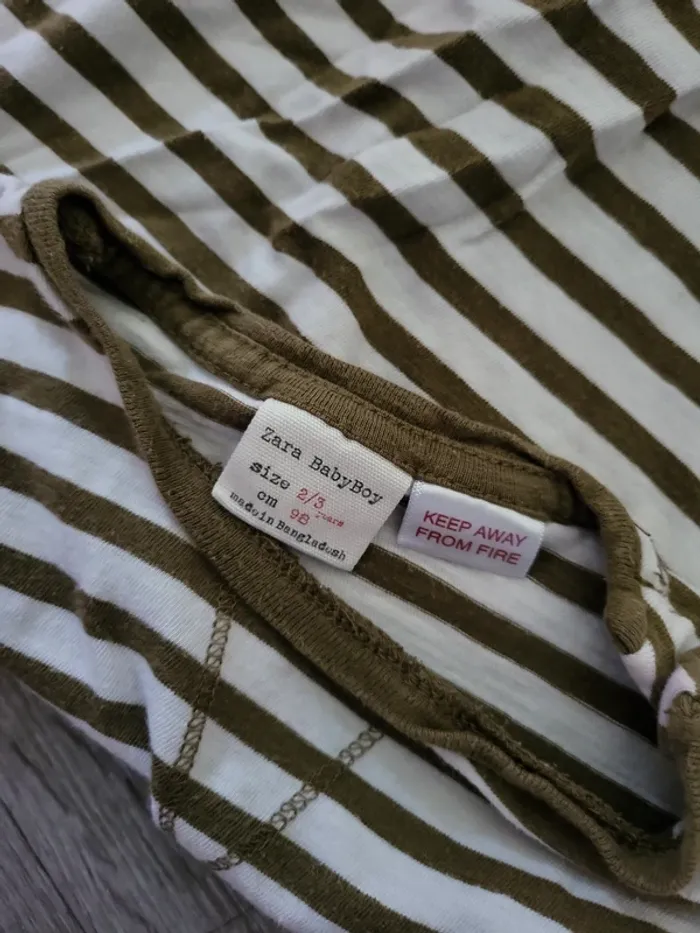 Zara BabyBoy
size 2/3 years
cm 98
made in Bangladesh
KEEP AWAY
FROM FIRE